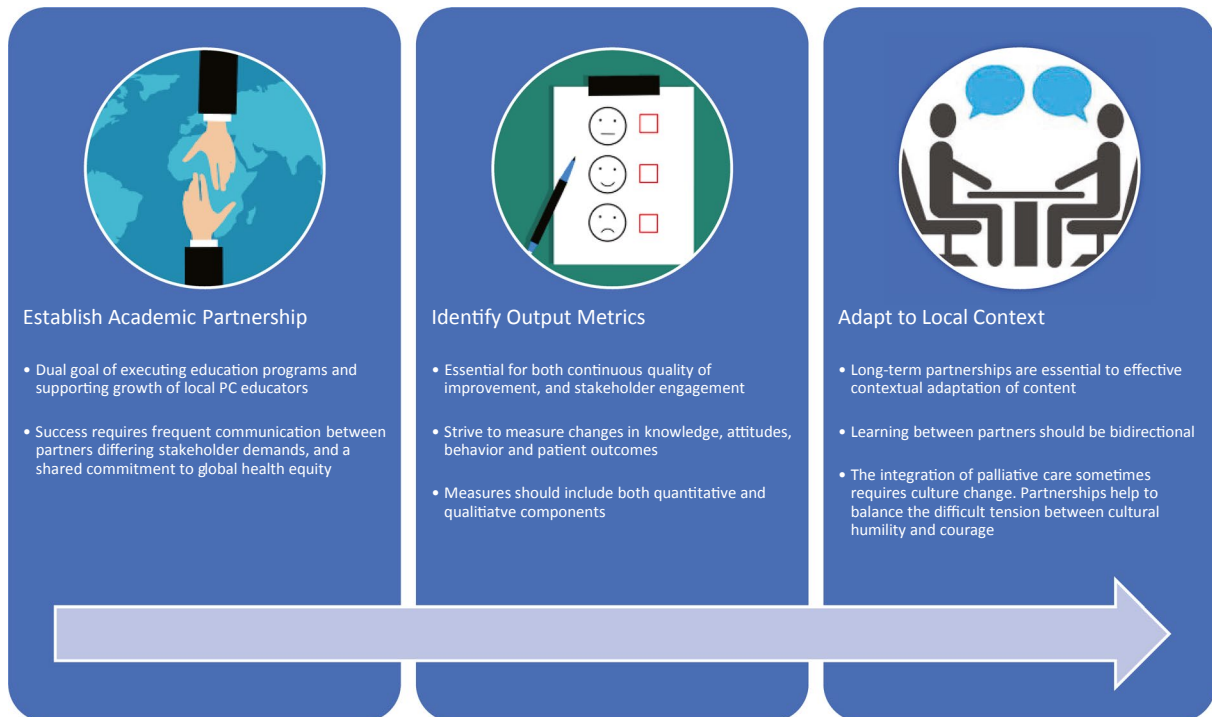 Establish Academic Partnership
• Dual goal of executing education programs and
supporting growth of local PC educators
• Success requires frequent communication between
partners differing stakeholder demands, and a
shared commitment to global health equity
Identify Output Metrics
• Essential for both continuous quality of
improvement, and stakeholder engagement
• Strive to measure changes in knowledge, attitudes,
behavior and patient outcomes
• Measures should include both quantitative and
qualitiatve components
Adapt to Local Context
• Long-term partnerships are essential to effective
contextual adaptation of content
• Learning between partners should be bidirectional
• The integration of palliative care sometimes
requires culture change. Partnerships help to
balance the difficult tension between cultural
humility and courage